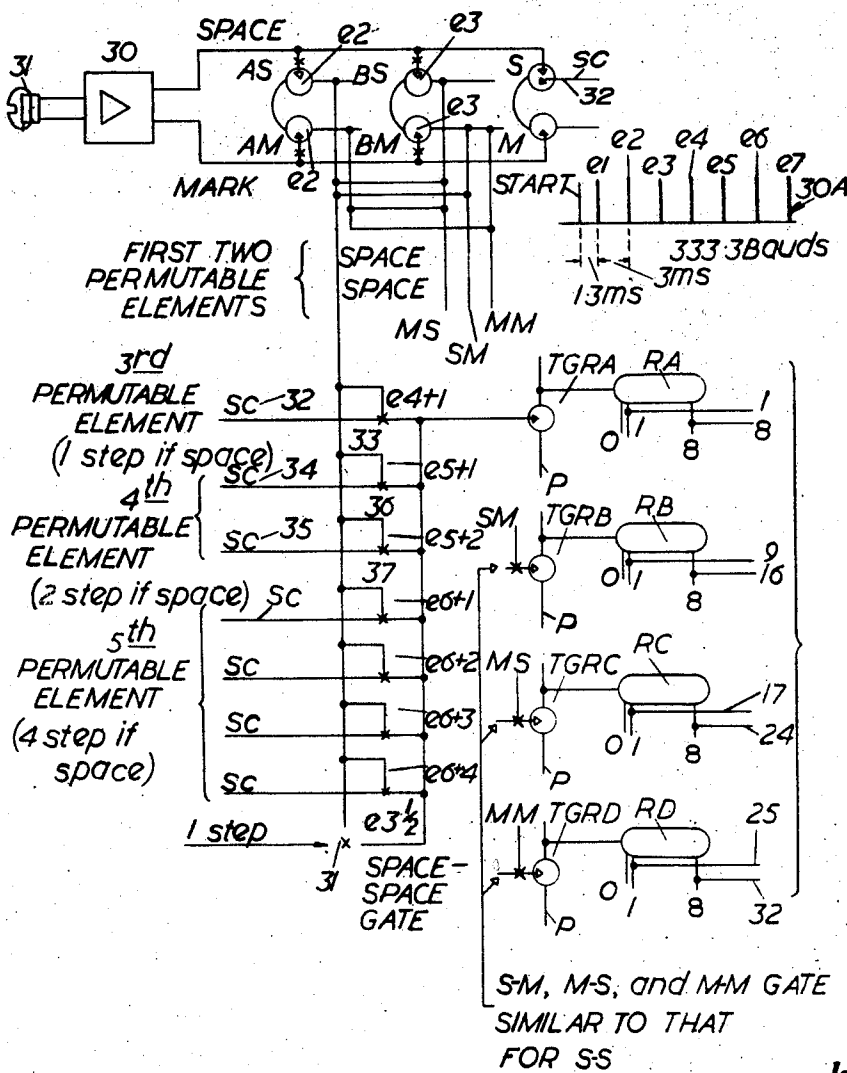 SPACE
31
30
AS
e2
BS
e3
S
SC
32
AM
e2
BM
e3
M
MARK
START
e1
e2
e3
e4
e5
e6
e7
30A
333·3Bauds
13ms
3ms
FIRST TWO
PERMUTABLE
ELEMENTS
SPACE
SPACE
MS
SM
MM
3rd
PERMUTABLE
ELEMENT
(1 step if space)
SC 32
e4+1
33
SC 34
e5+1
4th
PERMUTABLE
ELEMENT
(2 step if space)
36
SC 35
e5+2
37
SC
e6+1
5th
PERMUTABLE
ELEMENT
(4 step if
space)
SC
e6+2
SC
e6+3
SC
e6+4
1 step
31
e3½
SPACE-
SPACE
GATE
TGRA
RA
0
1
8
1
8
P
SM
TGRB
RB
0
1
8
9
16
P
MS
TGRC
RC
0
1
8
17
24
P
MM
TGRD
RD
0
1
8
25
32
P
S-M, M-S, and M-M GATE
SIMILAR TO THAT
FOR S-S